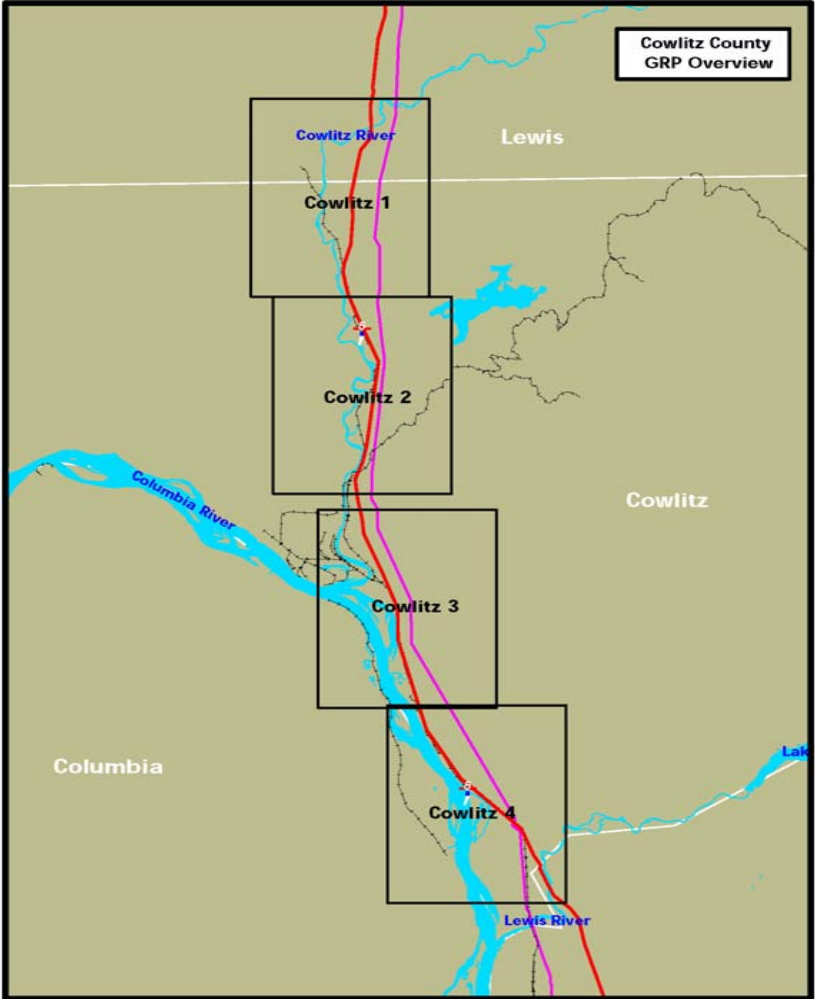 Cowlitz County
GRP Overview
Cowlitz River
Lewis
Cowlitz 1
Cowlitz 2
Columbia River
Cowlitz
Cowlitz 3
Lak
Columbia
Cowlitz 4
Lewis River